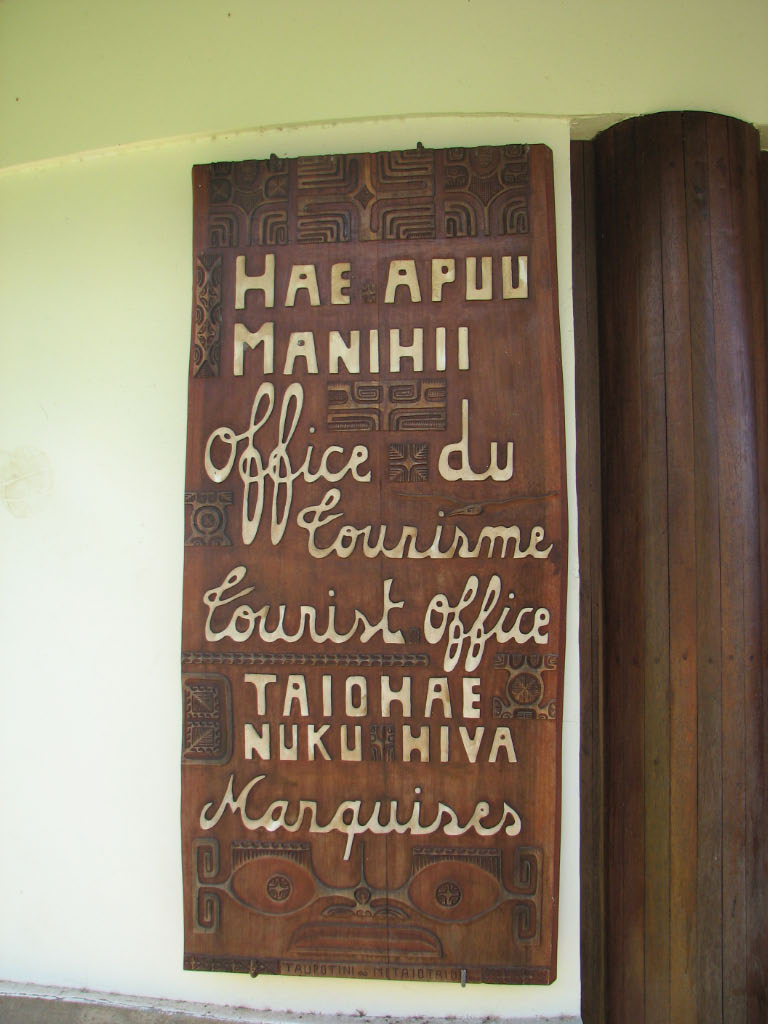 HAE APUU
MANIHII
Office du
Tourisme
Tourist Office
TAIOHAE
NUKU HIVA
Marquises